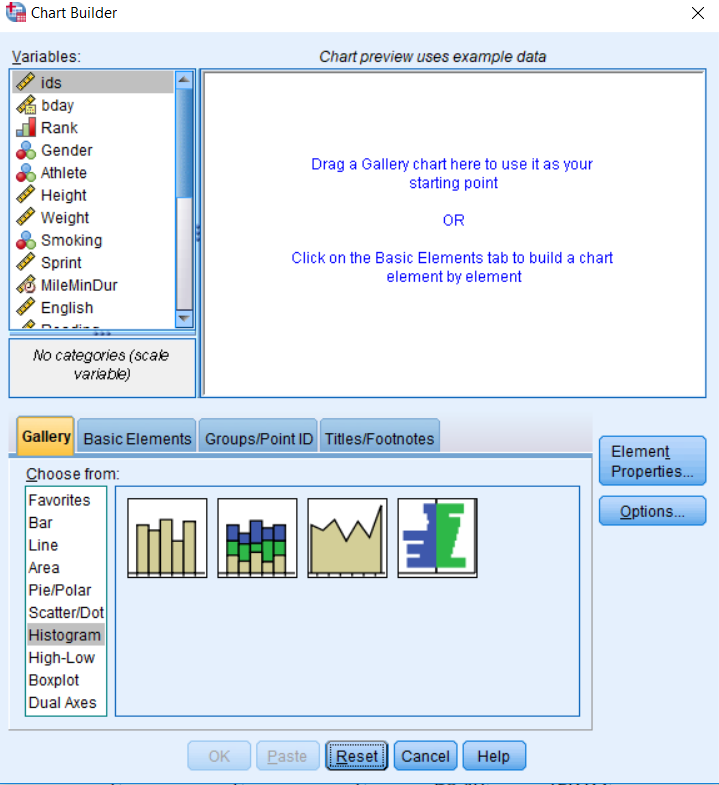 Chart Builder
Variables:
Chart preview uses example data
ids
bday
Rank
Gender
Athlete
Height
Weight
Smoking
Sprint
MileMinDur
English
Drag a Gallery chart here to use it as your
starting point
OR
Click on the Basic Elements tab to build a chart
element by element
No categories (scale
variable)
Gallery Basic Elements Groups/Point ID Titles/Footnotes
Choose from:
Favorites
Bar
Line
Area
Pie/Polar
Scatter/Dot
Histogram
High-Low
Boxplot
Dual Axes
Element
Properties...
Options...
OK Paste Reset Cancel Help